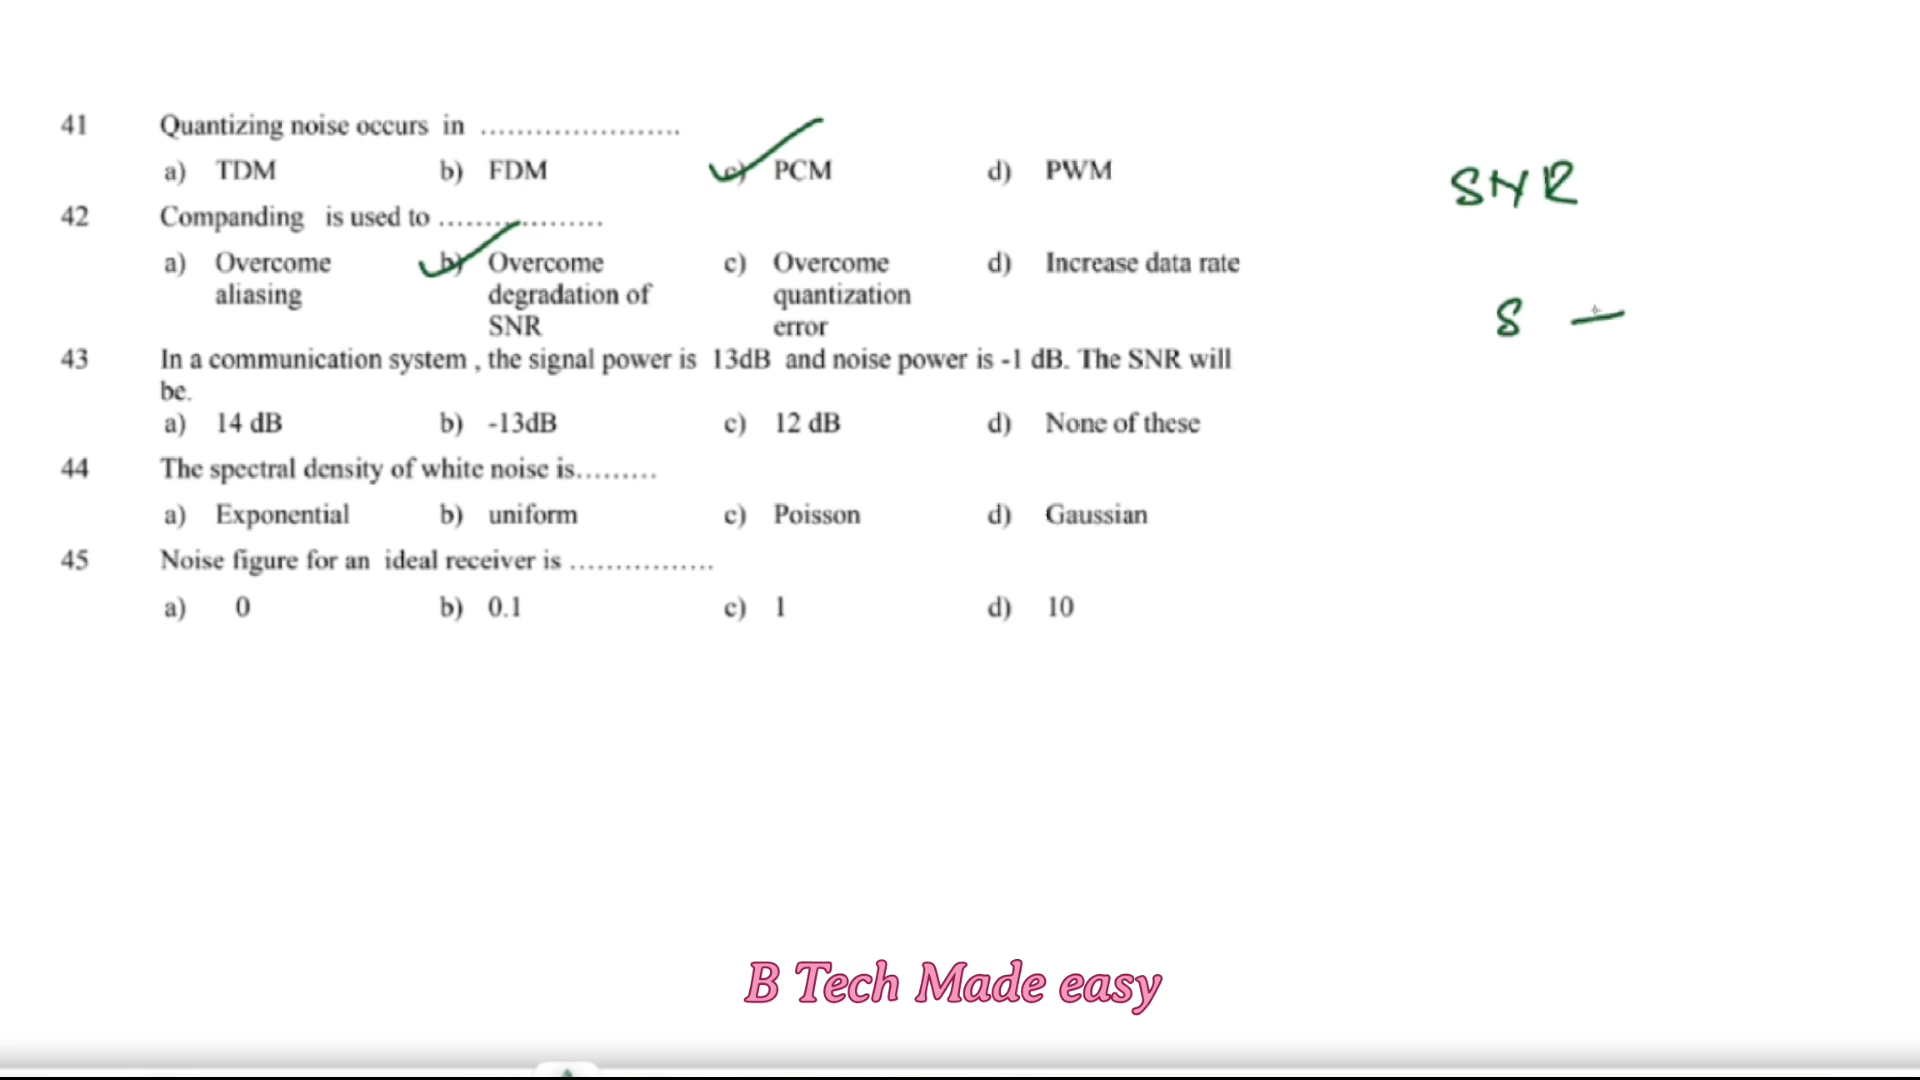 41 Quantizing noise occurs in ......................
a) TDM b) FDM c) PCM d) PWM
SNR
42 Companding is used to ..................
a) Overcome b) Overcome c) Overcome d) Increase data rate
aliasing degradation of quantization
SNR error
S –
43 In a communication system , the signal power is 13dB and noise power is -1 dB. The SNR will
be.
a) 14 dB b) -13dB c) 12 dB d) None of these
44 The spectral density of white noise is.........
a) Exponential b) uniform c) Poisson d) Gaussian
45 Noise figure for an ideal receiver is ................
a) 0 b) 0.1 c) 1 d) 10
B Tech Made easy